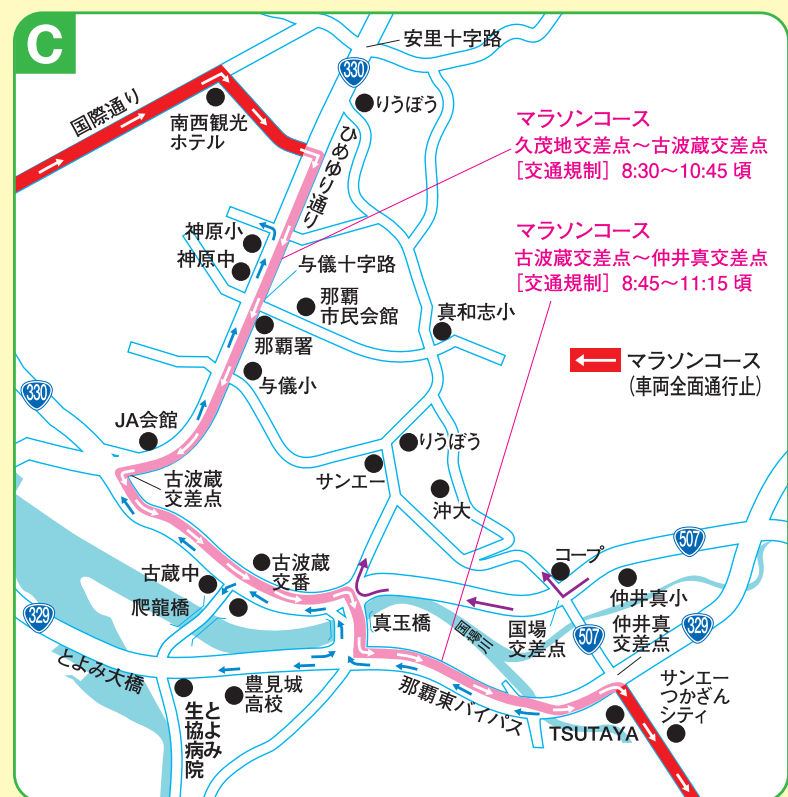 C
安里十字路
330
りうぼう
国際通り
南西観光
ホテル
ひめゆり通り
マラソンコース
久茂地交差点〜古波蔵交差点
[交通規制] 8:30〜10:45頃
マラソンコース
古波蔵交差点〜仲井真交差点
[交通規制] 8:45〜11:15頃
神原小
神原中
与儀十字路
那覇
市民会館
真和志小
那覇署
与儀小
マラソンコース
(車両全面通行止)
330
JA会館
古波蔵
交差点
りうぼう
サンエー
沖大
古波蔵
交番
古蔵中
爬龍橋
コープ
507
仲井真小
仲井真
交差点
329
507
国場
交差点
国場川
真玉橋
329
とよみ大橋
豊見城
高校
とよみ
生協病院
那覇東バイパス
サンエー
つかざん
シティ
TSUTAYA